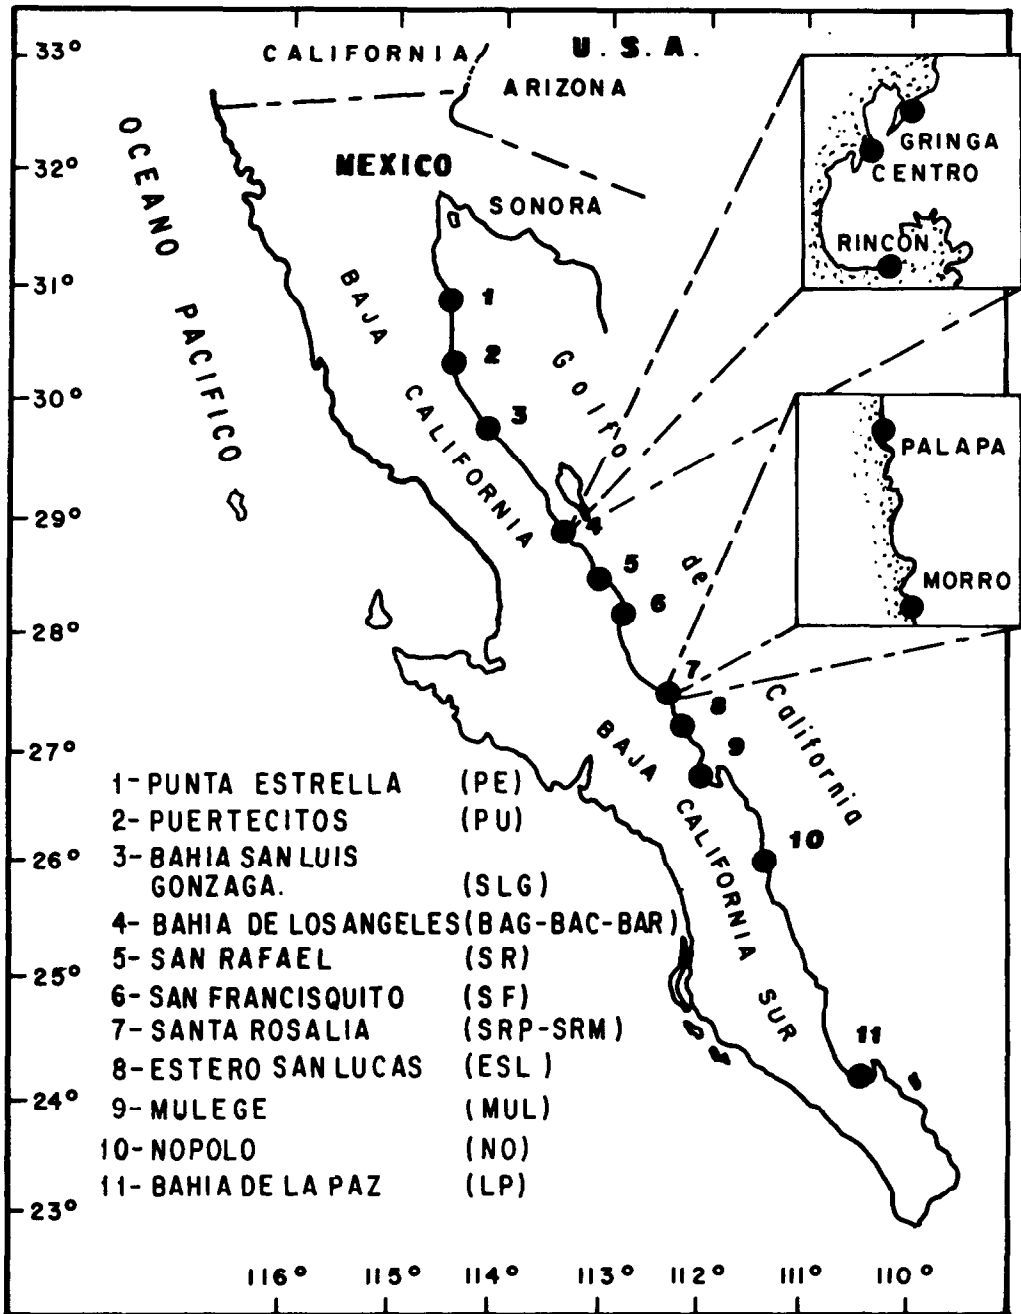 33°
CALIFORNIA
U.S.A.
ARIZONA
OCEANO PACIFICO
MEXICO
32°
SONORA
GRINGA
CENTRO
RINCON
31°
BAJA CALIFORNIA
1
2
Golfo de California
30°
3
PALAPA
29°
4
5
MORRO
6
28°
7
8
27°
9
BAJA CALIFORNIA SUR
1- PUNTA ESTRELLA (PE)
2- PUERTECITOS (PU)
10
26°
3- BAHIA SAN LUIS
GONZAGA. (SLG)
4- BAHIA DE LOS ANGELES (BAG-BAC-BAR)
25°
5- SAN RAFAEL (SR)
6- SAN FRANCISQUITO (SF)
7- SANTA ROSALIA (SRP-SRM)
11
8- ESTERO SAN LUCAS (ESL)
24°
9- MULEGE (MUL)
10- NOPOLO (NO)
11- BAHIA DE LA PAZ (LP)
23°
116° 115° 114° 113° 112° 111° 110°